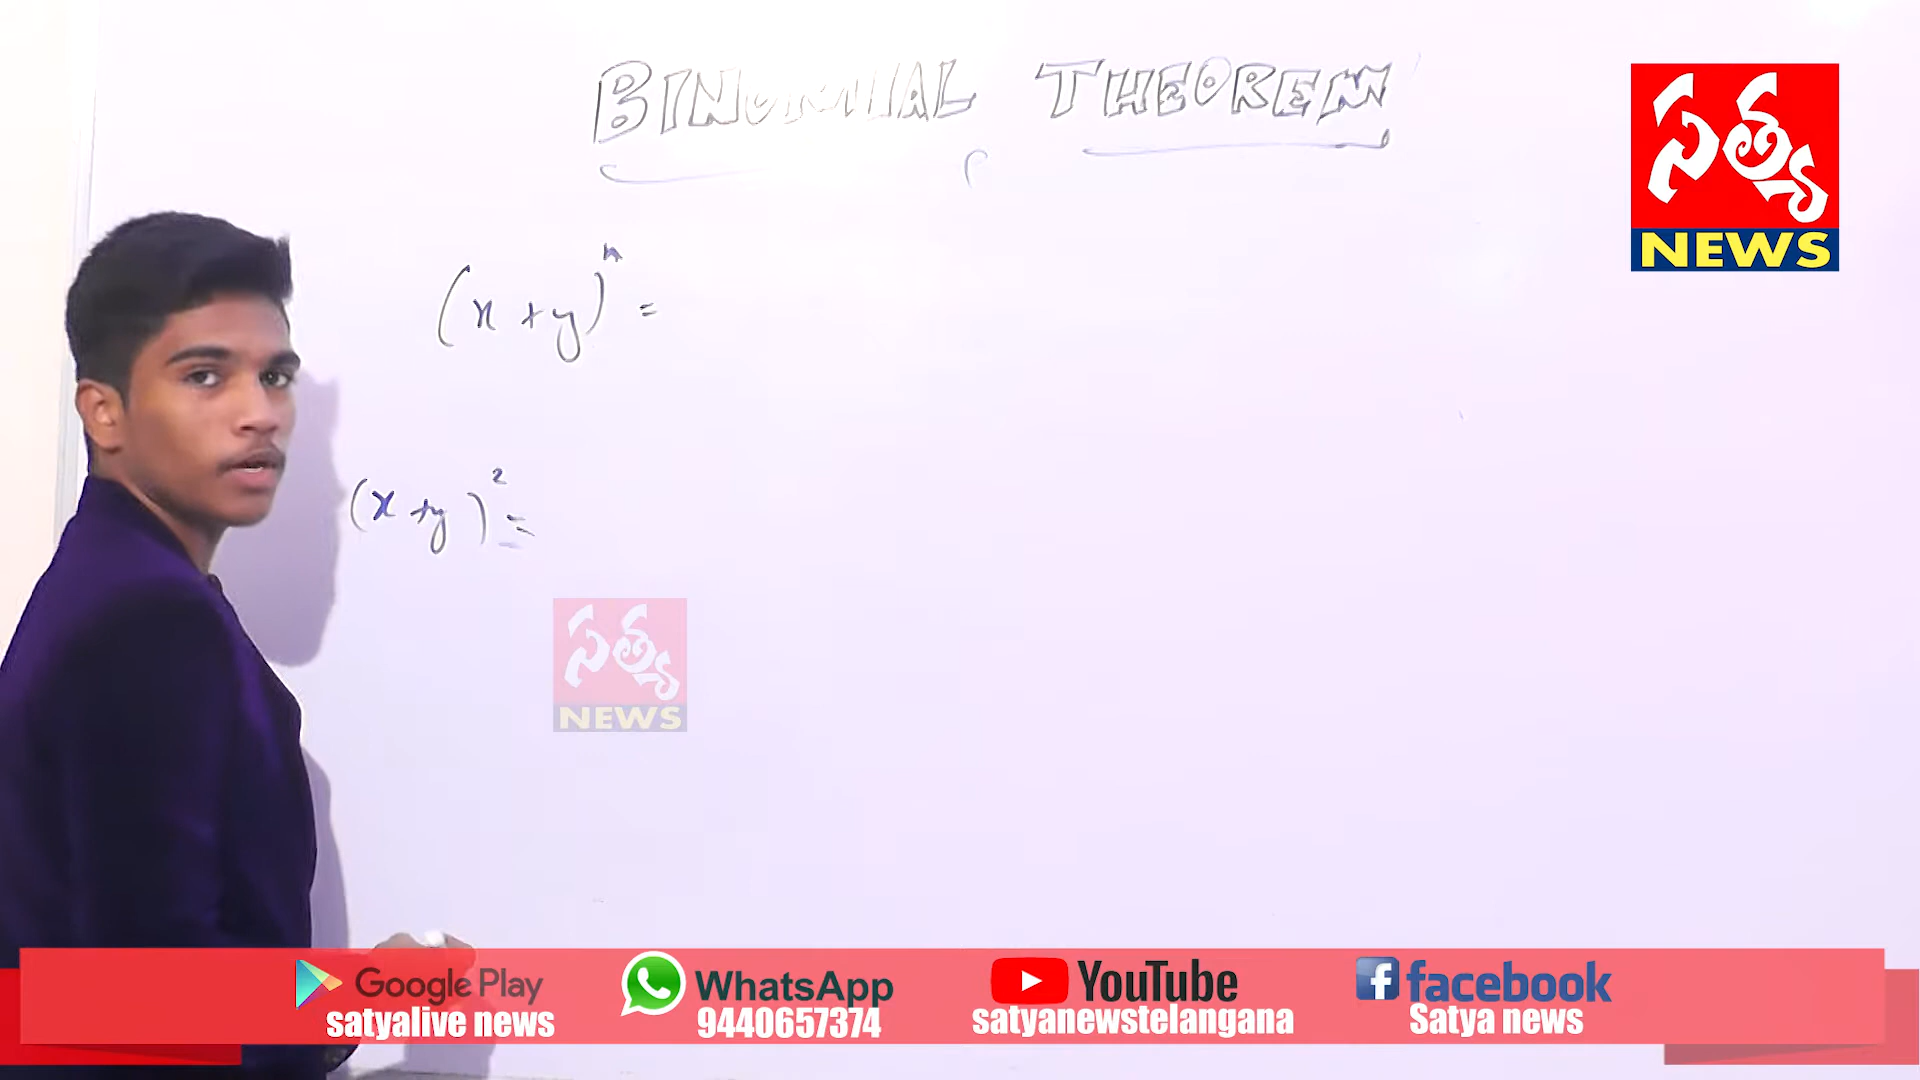 BINOMIAL THEOREM
సత్య
NEWS
(x+y)^n =
(x+y)^2 =
సత్య
NEWS
Google Play
satyalive news
WhatsApp
9440657374
YouTube
satyanewstelangana
facebook
Satya news